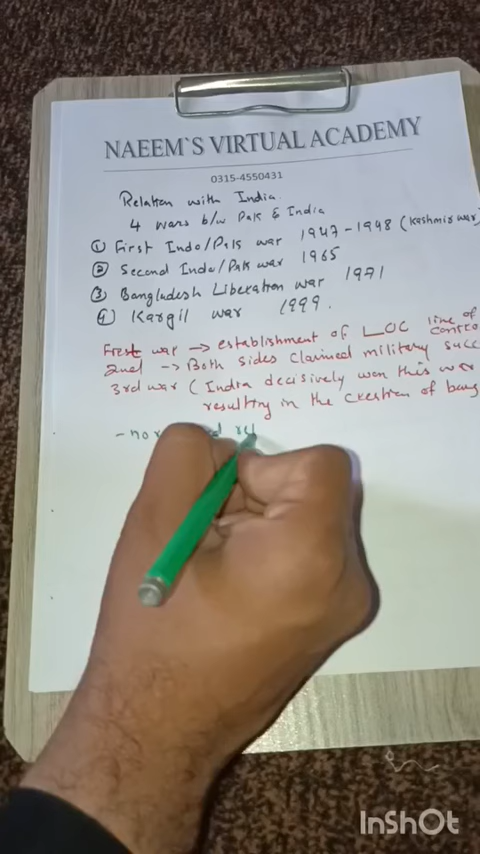 NAEEM`S VIRTUAL ACADEMY
0315-4550431
Relation with India.
4 wars b/w Pak & India
① First Indo/Pak war 1947-1948 (Kashmir war)
② Second Indo/Pak war 1965
③ Bangladesh Liberation war 1971
④ Kargil war 1999.
First war → establishment of LOC line of
contro
2nd → Both sides claimed military succ
3rd war ( India decisively won this war
resulting in the creation of bang
InShOt